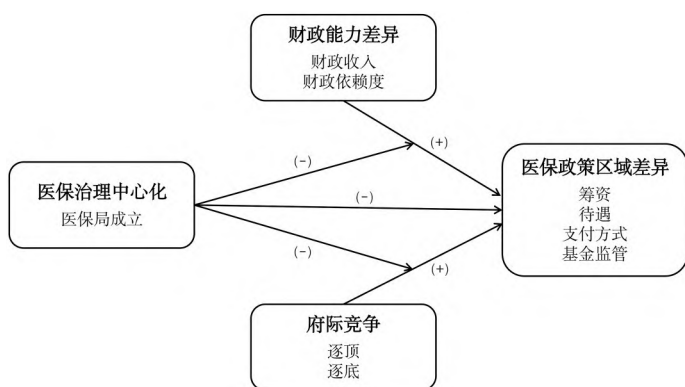 财政能力差异
财政收入
财政依赖度
(+)
(-)
医保治理中心化
医保局成立
(-)
医保政策区域差异
筹资
待遇
支付方式
基金监管
(-)
(+)
府际竞争
逐顶
逐底